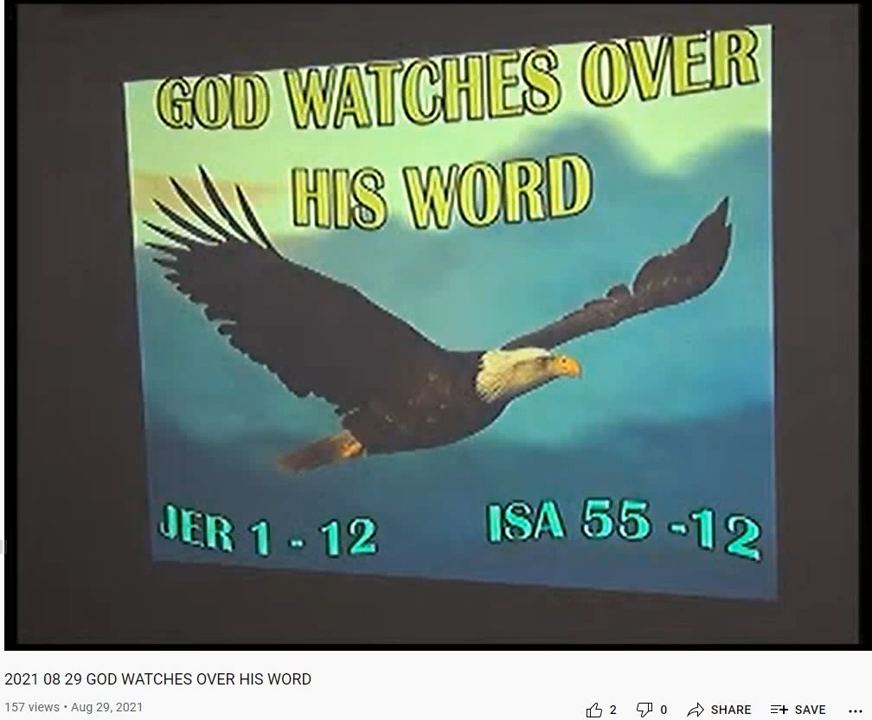 GOD WATCHES OVER
HIS WORD
JER 1 - 12
ISA 55 -12
2021 08 29 GOD WATCHES OVER HIS WORD
157 views • Aug 29, 2021
2
0
SHARE
SAVE